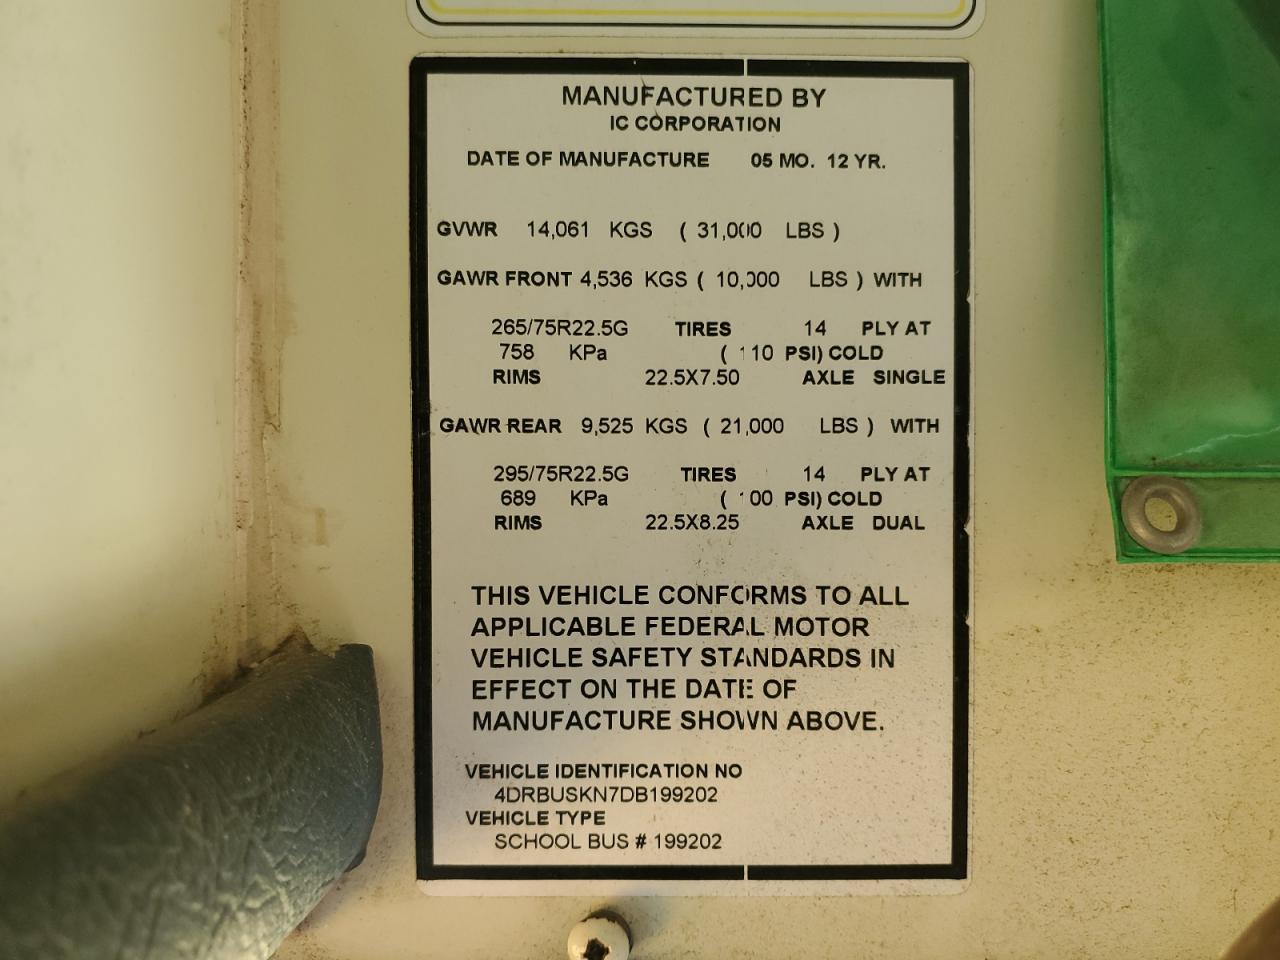 MANUFACTURED BY
IC CORPORATION
DATE OF MANUFACTURE 05 MO. 12 YR.
GVWR 14,061 KGS ( 31,000 LBS )
GAWR FRONT 4,536 KGS ( 10,000 LBS ) WITH
265/75R22.5G TIRES 14 PLY AT
758 KPa ( 110 PSI) COLD
RIMS 22.5X7.50 AXLE SINGLE
GAWR REAR 9,525 KGS ( 21,000 LBS ) WITH
295/75R22.5G TIRES 14 PLY AT
689 KPa ( 100 PSI) COLD
RIMS 22.5X8.25 AXLE DUAL
THIS VEHICLE CONFORMS TO ALL
APPLICABLE FEDERAL MOTOR
VEHICLE SAFETY STANDARDS IN
EFFECT ON THE DATE OF
MANUFACTURE SHOWN ABOVE.
VEHICLE IDENTIFICATION NO
4DRBUSKN7DB199202
VEHICLE TYPE
SCHOOL BUS # 199202